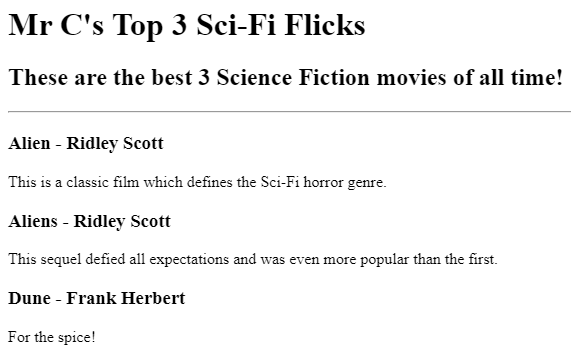 Mr C's Top 3 Sci-Fi Flicks
These are the best 3 Science Fiction movies of all time!
Alien - Ridley Scott
This is a classic film which defines the Sci-Fi horror genre.
Aliens - Ridley Scott
This sequel defied all expectations and was even more popular than the first.
Dune - Frank Herbert
For the spice!